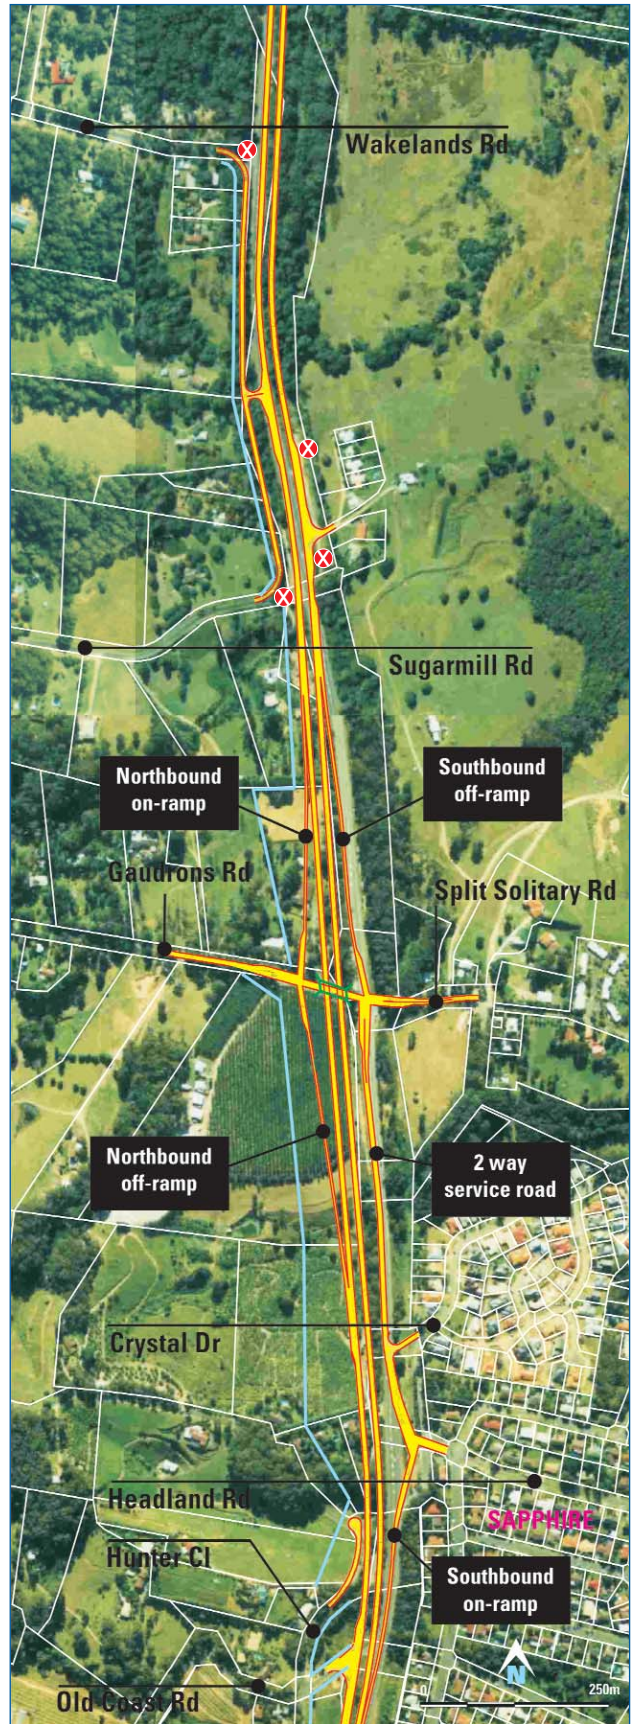 Wakelands Rd
Sugarmill Rd
Northbound
on-ramp
Southbound
off-ramp
Gaudrons Rd
Split Solitary Rd
Northbound
off-ramp
2 way
service road
Crystal Dr
Headland Rd
SAPPHIRE
Hunter Cl
Southbound
on-ramp
N
Old Coast Rd
0 250m